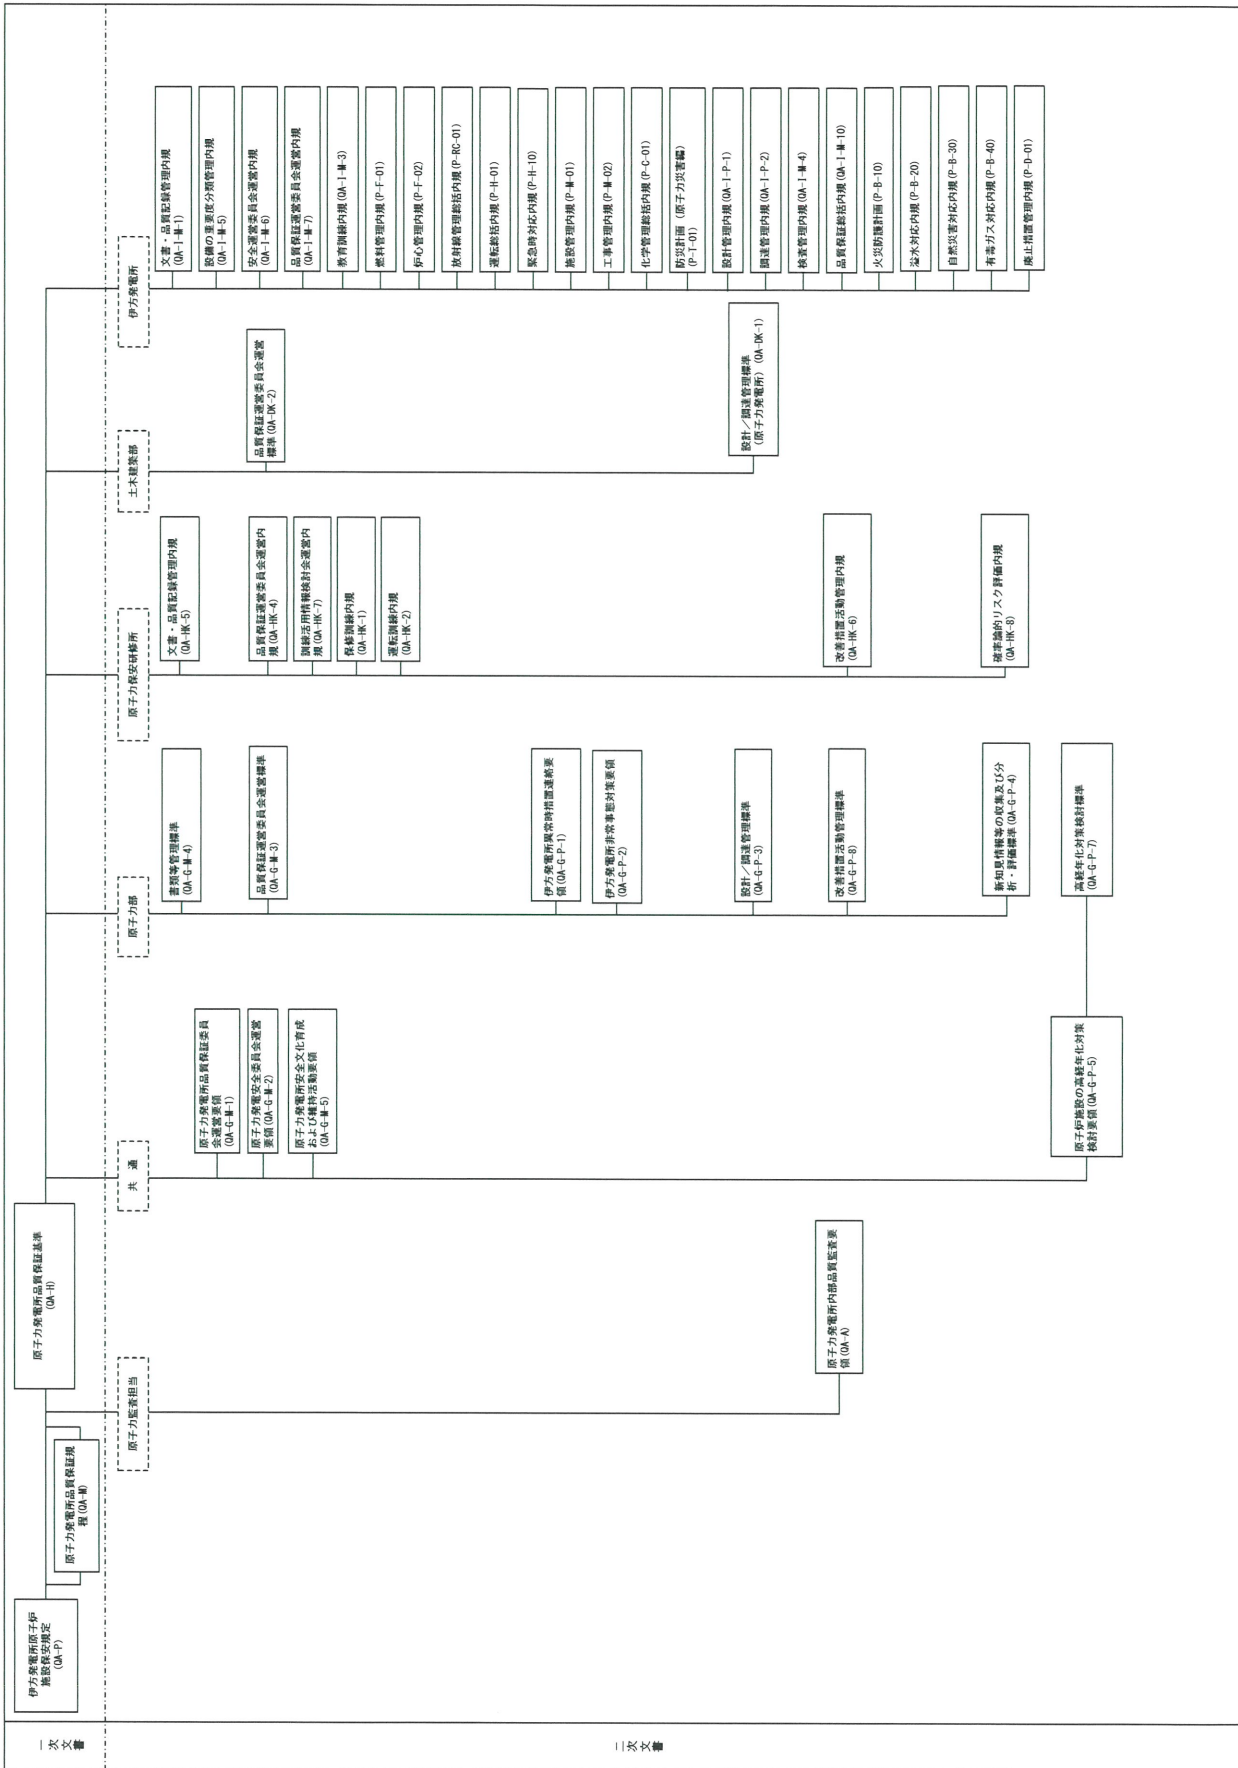 一次文書
伊方発電所原子炉
施設保安規定
(QA-P)
原子力発電所品質保証規
程(QA-M)
原子力発電所品質保証基準
(QA-H)
二次文書
原子力監査担当
原子力発電所内部品質監査要
領(QA-A)
共 通
原子力発電所品質保証委員
会運営要領
(QA-G-M-1)
原子力発電安全委員会運営
要領(QA-G-M-2)
原子力発電所安全文化育成
および維持活動要領
(QA-G-M-5)
原子炉施設の高経年化対策
検討要領(QA-G-P-5)
原子力部
書類等管理標準
(QA-G-M-4)
品質保証運営委員会運営標準
(QA-G-M-3)
伊方発電所異常時措置連絡要
領(QA-G-P-1)
伊方発電所非常事態対策要領
(QA-G-P-2)
設計/調達管理標準
(QA-G-P-3)
改善措置活動管理標準
(QA-G-P-8)
新知見情報等の収集及び分
析・評価標準(QA-G-P-4)
高経年化対策検討標準
(QA-G-P-7)
原子力保安研修所
文書・品質記録管理内規
(QA-HK-5)
品質保証運営委員会運営内
規(QA-HK-4)
訓練活用情報検討会運営内
規(QA-HK-7)
保修訓練内規
(QA-HK-1)
運転訓練内規
(QA-HK-2)
改善措置活動管理内規
(QA-HK-6)
確率論的リスク評価内規
(QA-HK-8)
土木建築部
品質保証運営委員会運営
標準(QA-DK-2)
設計/調達管理標準
(原子力発電所)(QA-DK-1)
伊方発電所
文書・品質記録管理内規
(QA-I-M-1)
設備の重要度分類管理内規
(QA-I-M-5)
安全運営委員会運営内規
(QA-I-M-6)
品質保証運営委員会運営内規
(QA-I-M-7)
教育訓練内規(QA-I-M-3)
燃料管理内規(P-F-01)
炉心管理内規(P-F-02)
放射線管理総括内規(P-RC-01)
運転総括内規(P-H-01)
緊急時対応内規(P-H-10)
施設管理内規(P-M-01)
工事管理内規(P-M-02)
化学管理総括内規(P-C-01)
防災計画(原子力災害編)
(P-T-01)
設計管理内規(QA-I-P-1)
調達管理内規(QA-I-P-2)
検査管理内規(QA-I-M-4)
品質保証総括内規(QA-I-M-10)
火災防護計画(P-B-10)
溢水対応内規(P-B-20)
自然災害対応内規(P-B-30)
有毒ガス対応内規(P-B-40)
廃止措置管理内規(P-D-01)